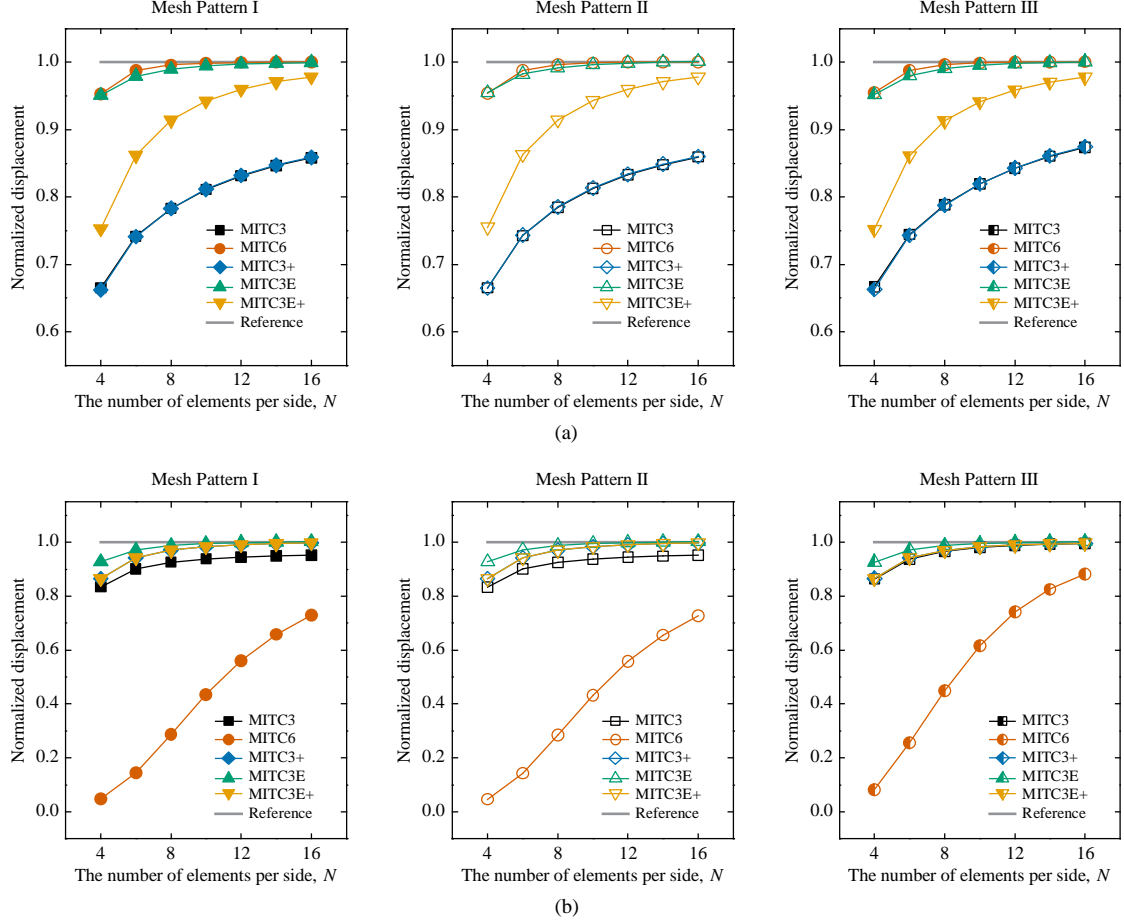 Mesh Pattern I
Normalized displacement
1.0
0.9
0.8
0.7
0.6
MITC3
MITC6
MITC3+
MITC3E
MITC3E+
Reference
4 8 12 16
The number of elements per side, N
Mesh Pattern II
Normalized displacement
1.0
0.9
0.8
0.7
0.6
MITC3
MITC6
MITC3+
MITC3E
MITC3E+
Reference
4 8 12 16
The number of elements per side, N
Mesh Pattern III
Normalized displacement
1.0
0.9
0.8
0.7
0.6
MITC3
MITC6
MITC3+
MITC3E
MITC3E+
Reference
4 8 12 16
The number of elements per side, N
(a)
Mesh Pattern I
Normalized displacement
1.0
0.8
0.6
0.4
0.2
0.0
MITC3
MITC6
MITC3+
MITC3E
MITC3E+
Reference
4 8 12 16
The number of elements per side, N
Mesh Pattern II
Normalized displacement
1.0
0.8
0.6
0.4
0.2
0.0
MITC3
MITC6
MITC3+
MITC3E
MITC3E+
Reference
4 8 12 16
The number of elements per side, N
Mesh Pattern III
Normalized displacement
1.0
0.8
0.6
0.4
0.2
0.0
MITC3
MITC6
MITC3+
MITC3E
MITC3E+
Reference
4 8 12 16
The number of elements per side, N
(b)